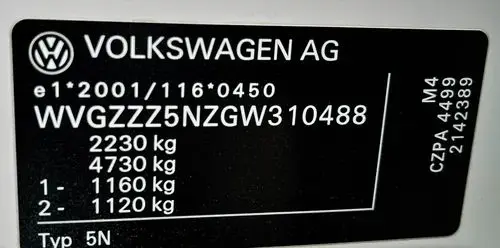 VOLKSWAGEN AG
e1*2001/116*0450
WVGZZZ5NZGW310488
2230 kg
4730 kg
1- 1160 kg
2- 1120 kg
Typ 5N
M4
CZPA 4499
2142389